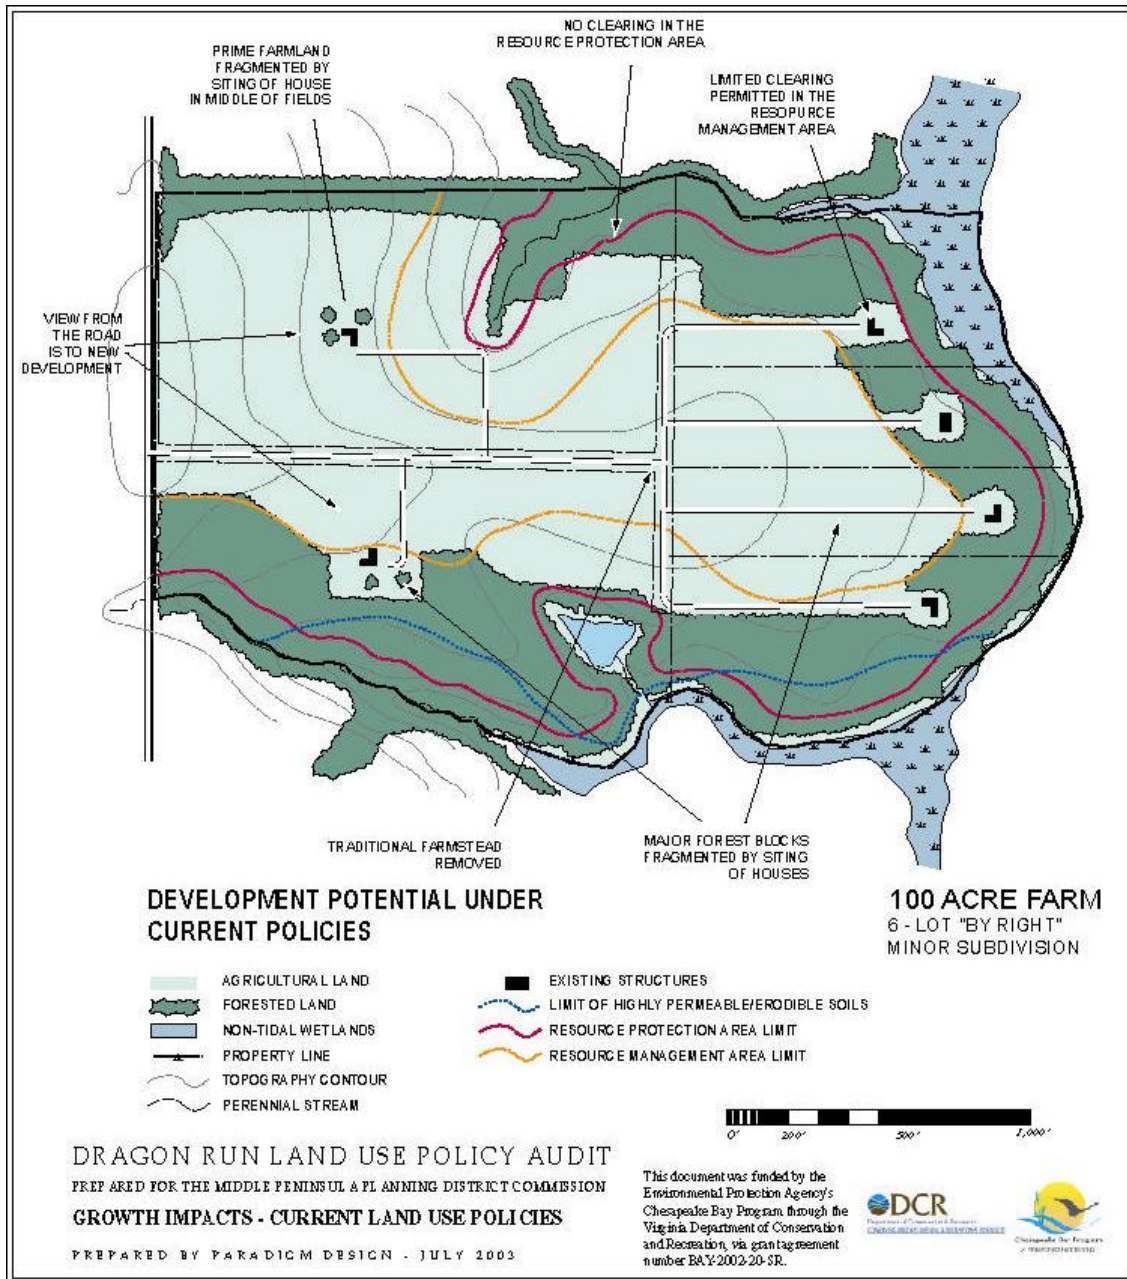 NO CLEARING IN THE
RESOURCE PROTECTION AREA
PRIME FARMLAND
FRAGMENTED BY
SITING OF HOUSE
IN MIDDLE OF FIELDS
LIMITED CLEARING
PERMITTED IN THE
RESOPURCE
MANAGEMENT AREA
VIEW FROM
THE ROAD
IS TO NEW
DEVELOPMENT
TRADITIONAL FARMSTEAD
REMOVED
MAJOR FOREST BLOCKS
FRAGMENTED BY SITING
OF HOUSES
DEVELOPMENT POTENTIAL UNDER
CURRENT POLICIES
100 ACRE FARM
6 - LOT "BY RIGHT"
MINOR SUBDIVISION
AGRICULTURAL LAND
FORESTED LAND
NON-TIDAL WETLANDS
PROPERTY LINE
TOPOGRAPHY CONTOUR
PERENNIAL STREAM
EXISTING STRUCTURES
LIMIT OF HIGHLY PERMEABLE/ERODIBLE SOILS
RESOURCE PROTECTION AREA LIMIT
RESOURCE MANAGEMENT AREA LIMIT
0' 200' 500' 1,000'
DRAGON RUN LAND USE POLICY AUDIT
PREPARED FOR THE MIDDLE PENINSULA PLANNING DISTRICT COMMISSION
GROWTH IMPACTS - CURRENT LAND USE POLICIES
PREPARED BY PARADIGM DESIGN - JULY 2003
This document was funded by the
Environmental Protection Agency's
Chesapeake Bay Program through the
Virginia Department of Conservation
and Recreation, via grant agreement
number BAY-2002-20-SR.
DCR
Department of Conservation & Recreation
Chesapeake Bay Program